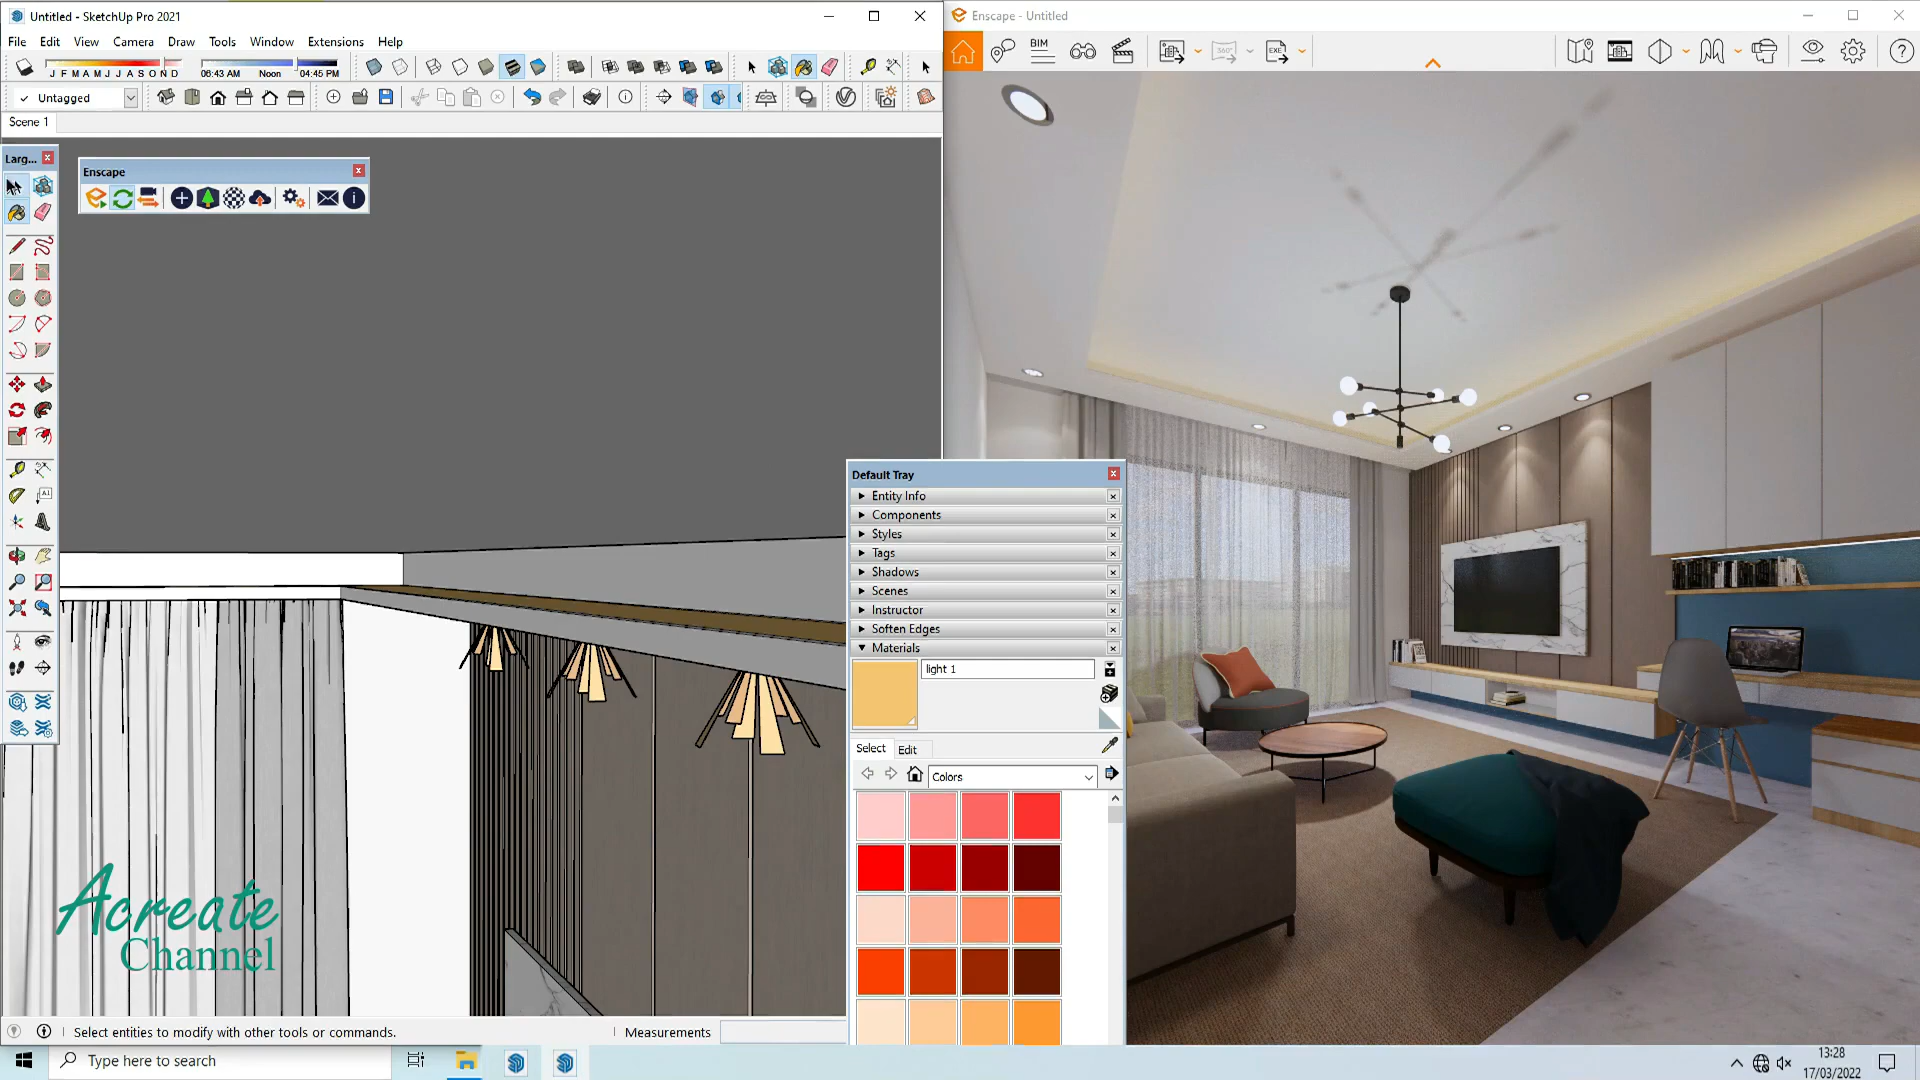 Untitled - SketchUp Pro 2021
File Edit View Camera Draw Tools Window Extensions Help
J F M A M J J A S O N D
06:43 AM Noon 04:45 PM
Untagged
Scene 1
Larg...
Enscape
A1
Acreate
Channel
Select entities to modify with other tools or commands.
Measurements
Default Tray
Entity Info
Components
Styles
Tags
Shadows
Scenes
Instructor
Soften Edges
Materials
light 1
Select Edit
Colors
Enscape - Untitled
BIM
360°
EXE
Type here to search
13:28
17/03/2022